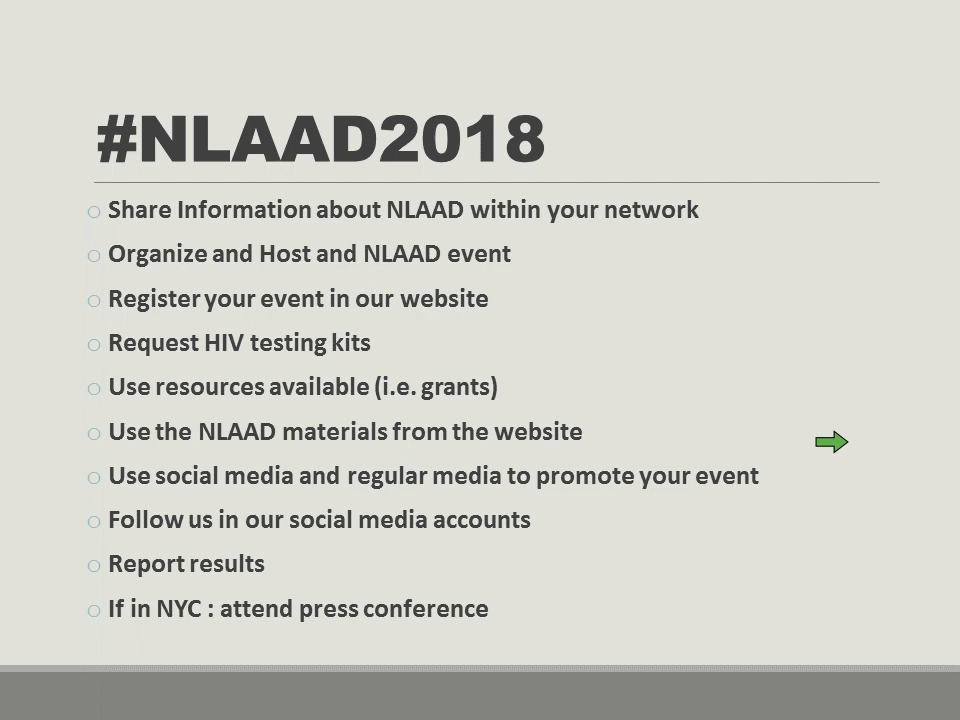 #NLAAD2018
Share Information about NLAAD within your network
Organize and Host and NLAAD event
Register your event in our website
Request HIV testing kits
Use resources available (i.e. grants)
Use the NLAAD materials from the website
Use social media and regular media to promote your event
Follow us in our social media accounts
Report results
If in NYC : attend press conference